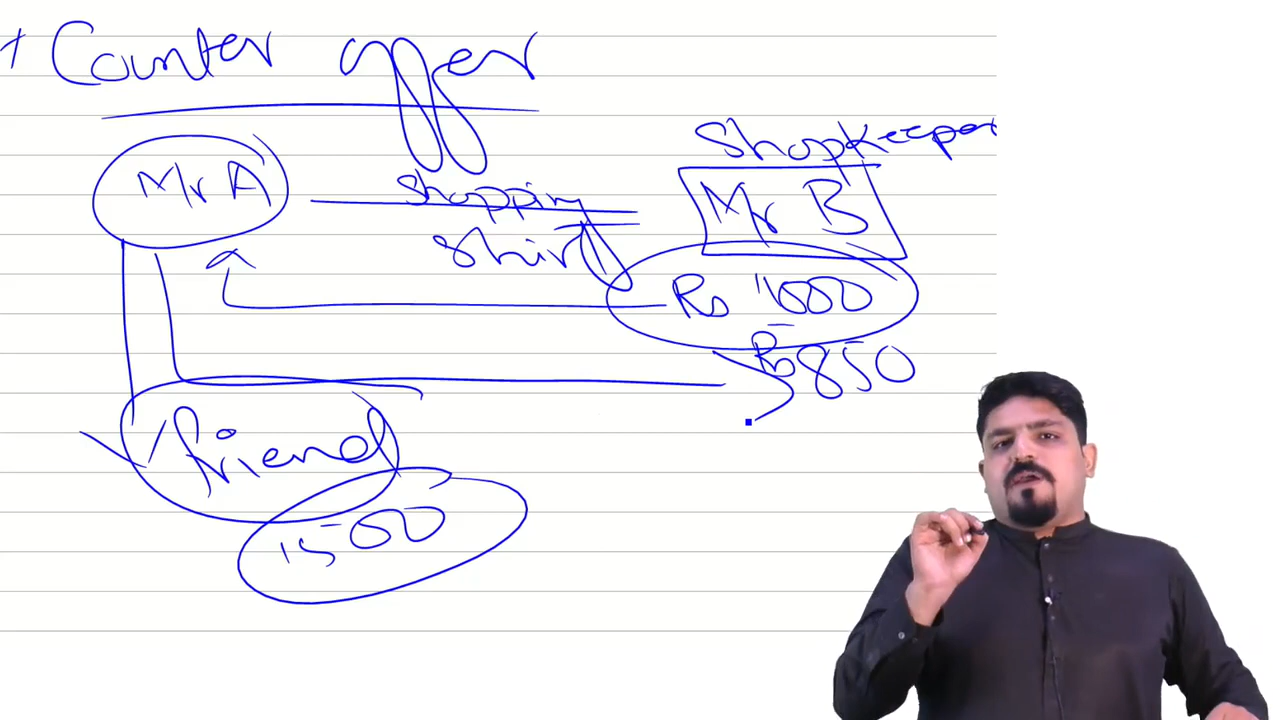 Counter offer
Shopkeeper
Mr A
shopping
Mr B
shirt
Rs 1000
Rs 850
friend
1500